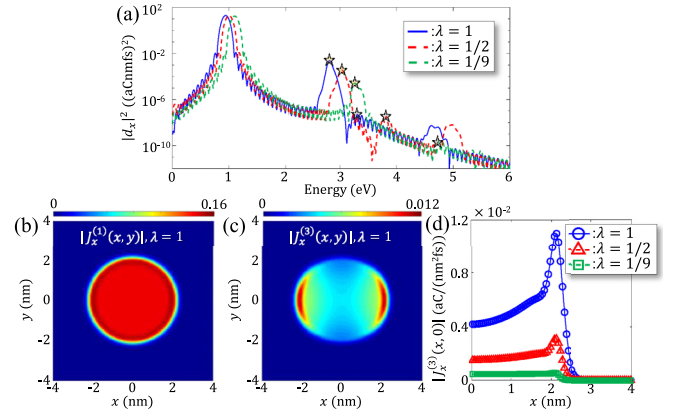 (a)
|d_x|² ((aCnmfs)²)
10²
10⁻²
10⁻⁶
10⁻¹⁰
:λ = 1
:λ = 1/2
:λ = 1/9
0 1 2 3 4 5 6
Energy (eV)
(b)
0 0.16
|J_x^(1)(x, y)|, λ = 1
y (nm)
4
2
0
-2
-4
-4 -2 0 2 4
x (nm)
(c)
0 0.012
|J_x^(3)(x, y)|, λ = 1
y (nm)
4
2
0
-2
-4
-4 -2 0 2 4
x (nm)
(d)
× 10⁻²
|J_x^(3)(x, 0)| (aC/(nm²fs))
1.2
0.8
0.4
0
:λ = 1
:λ = 1/2
:λ = 1/9
0 1 2 3 4
x (nm)